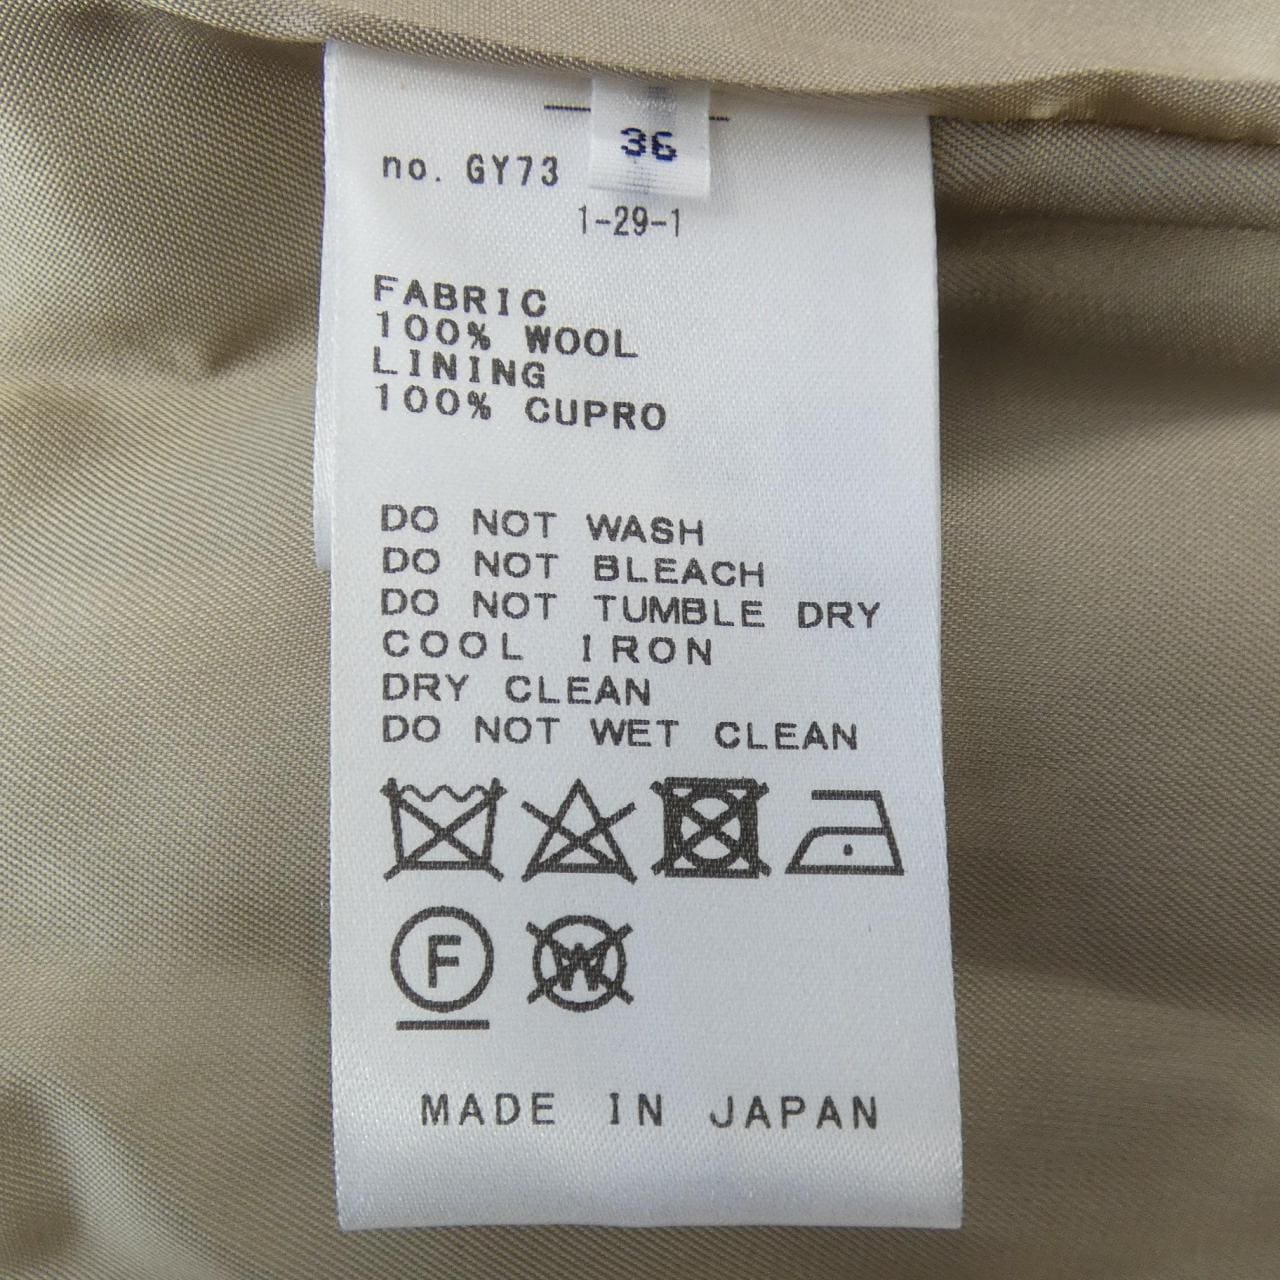 36
no. GY73
1-29-1
FABRIC
100% WOOL
LINING
100% CUPRO
DO NOT WASH
DO NOT BLEACH
DO NOT TUMBLE DRY
COOL IRON
DRY CLEAN
DO NOT WET CLEAN
F W
MADE IN JAPAN